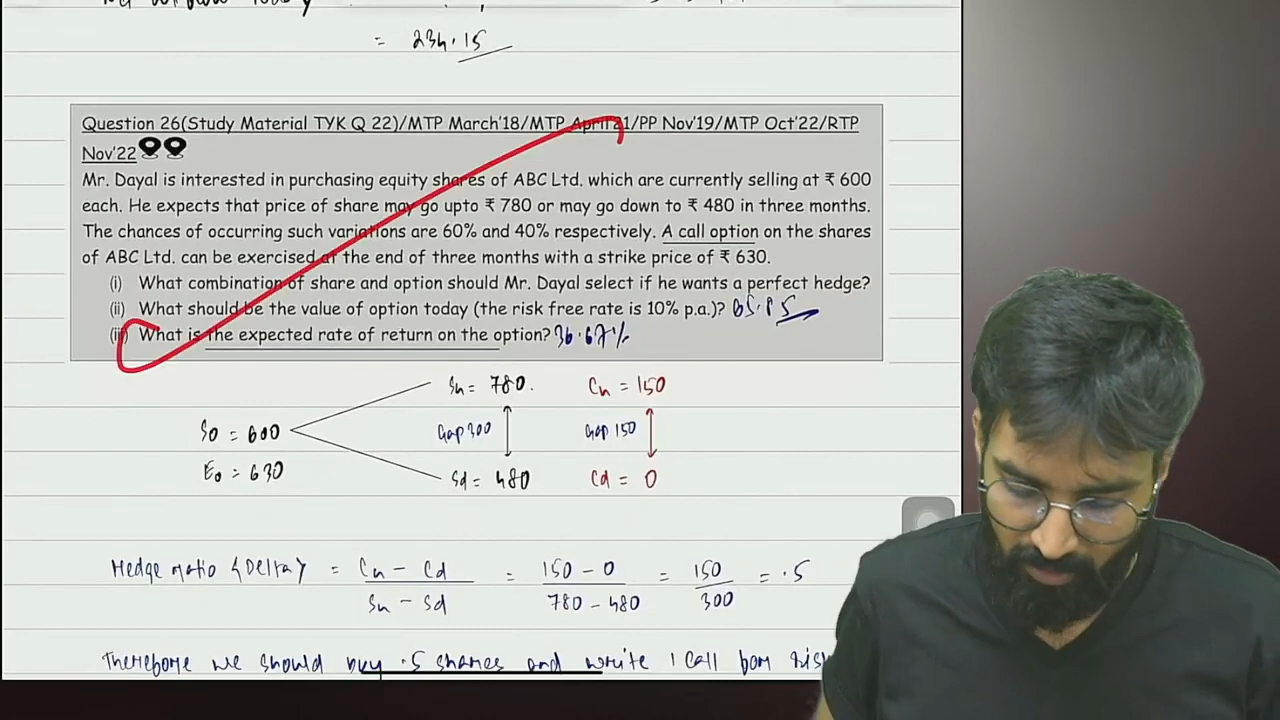 = 234.15
Question 26(Study Material TYK Q 22)/MTP March'18/MTP April'21/PP Nov'19/MTP Oct'22/RTP
Nov'22
Mr. Dayal is interested in purchasing equity shares of ABC Ltd. which are currently selling at ₹ 600
each. He expects that price of share may go upto ₹ 780 or may go down to ₹ 480 in three months.
The chances of occurring such variations are 60% and 40% respectively. A call option on the shares
of ABC Ltd. can be exercised at the end of three months with a strike price of ₹ 630.
(i) What combination of share and option should Mr. Dayal select if he wants a perfect hedge?
(ii) What should be the value of option today (the risk free rate is 10% p.a.)? 65.85
(iii) What is the expected rate of return on the option? 36.67%
Su = 780. Cu = 150
So = 600 Gap 300 Gap 150
Eo = 630 Sd = 480 Cd = 0
Hedge ratio {Delta} = Cu - Cd = 150 - 0 = 150 = .5
Su - Sd 780 - 480 300
Therefore we should buy .5 shares and write 1 call for